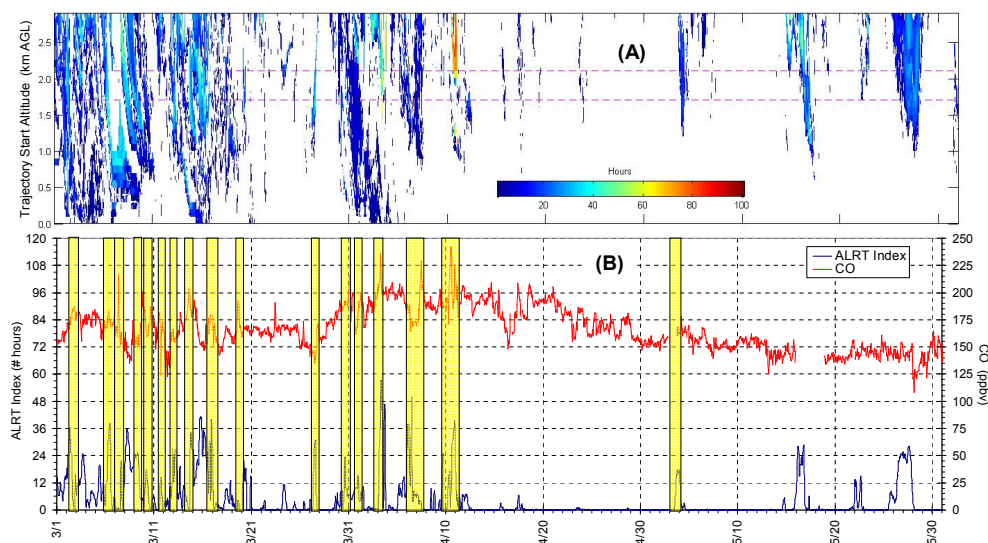 (A)
Trajectory Start Altitude (km AGL)
2.5
2.0
1.5
1.0
0.5
0.0
Hours
20 40 60 80 100
(B)
ALRT Index
CO
ALRT Index (# hours)
120
108
96
84
72
60
48
36
24
12
0
CO (ppbv)
250
225
200
175
150
125
100
75
50
25
0
3/1 3/11 3/21 3/31 4/10 4/20 4/30 5/10 5/20 5/30